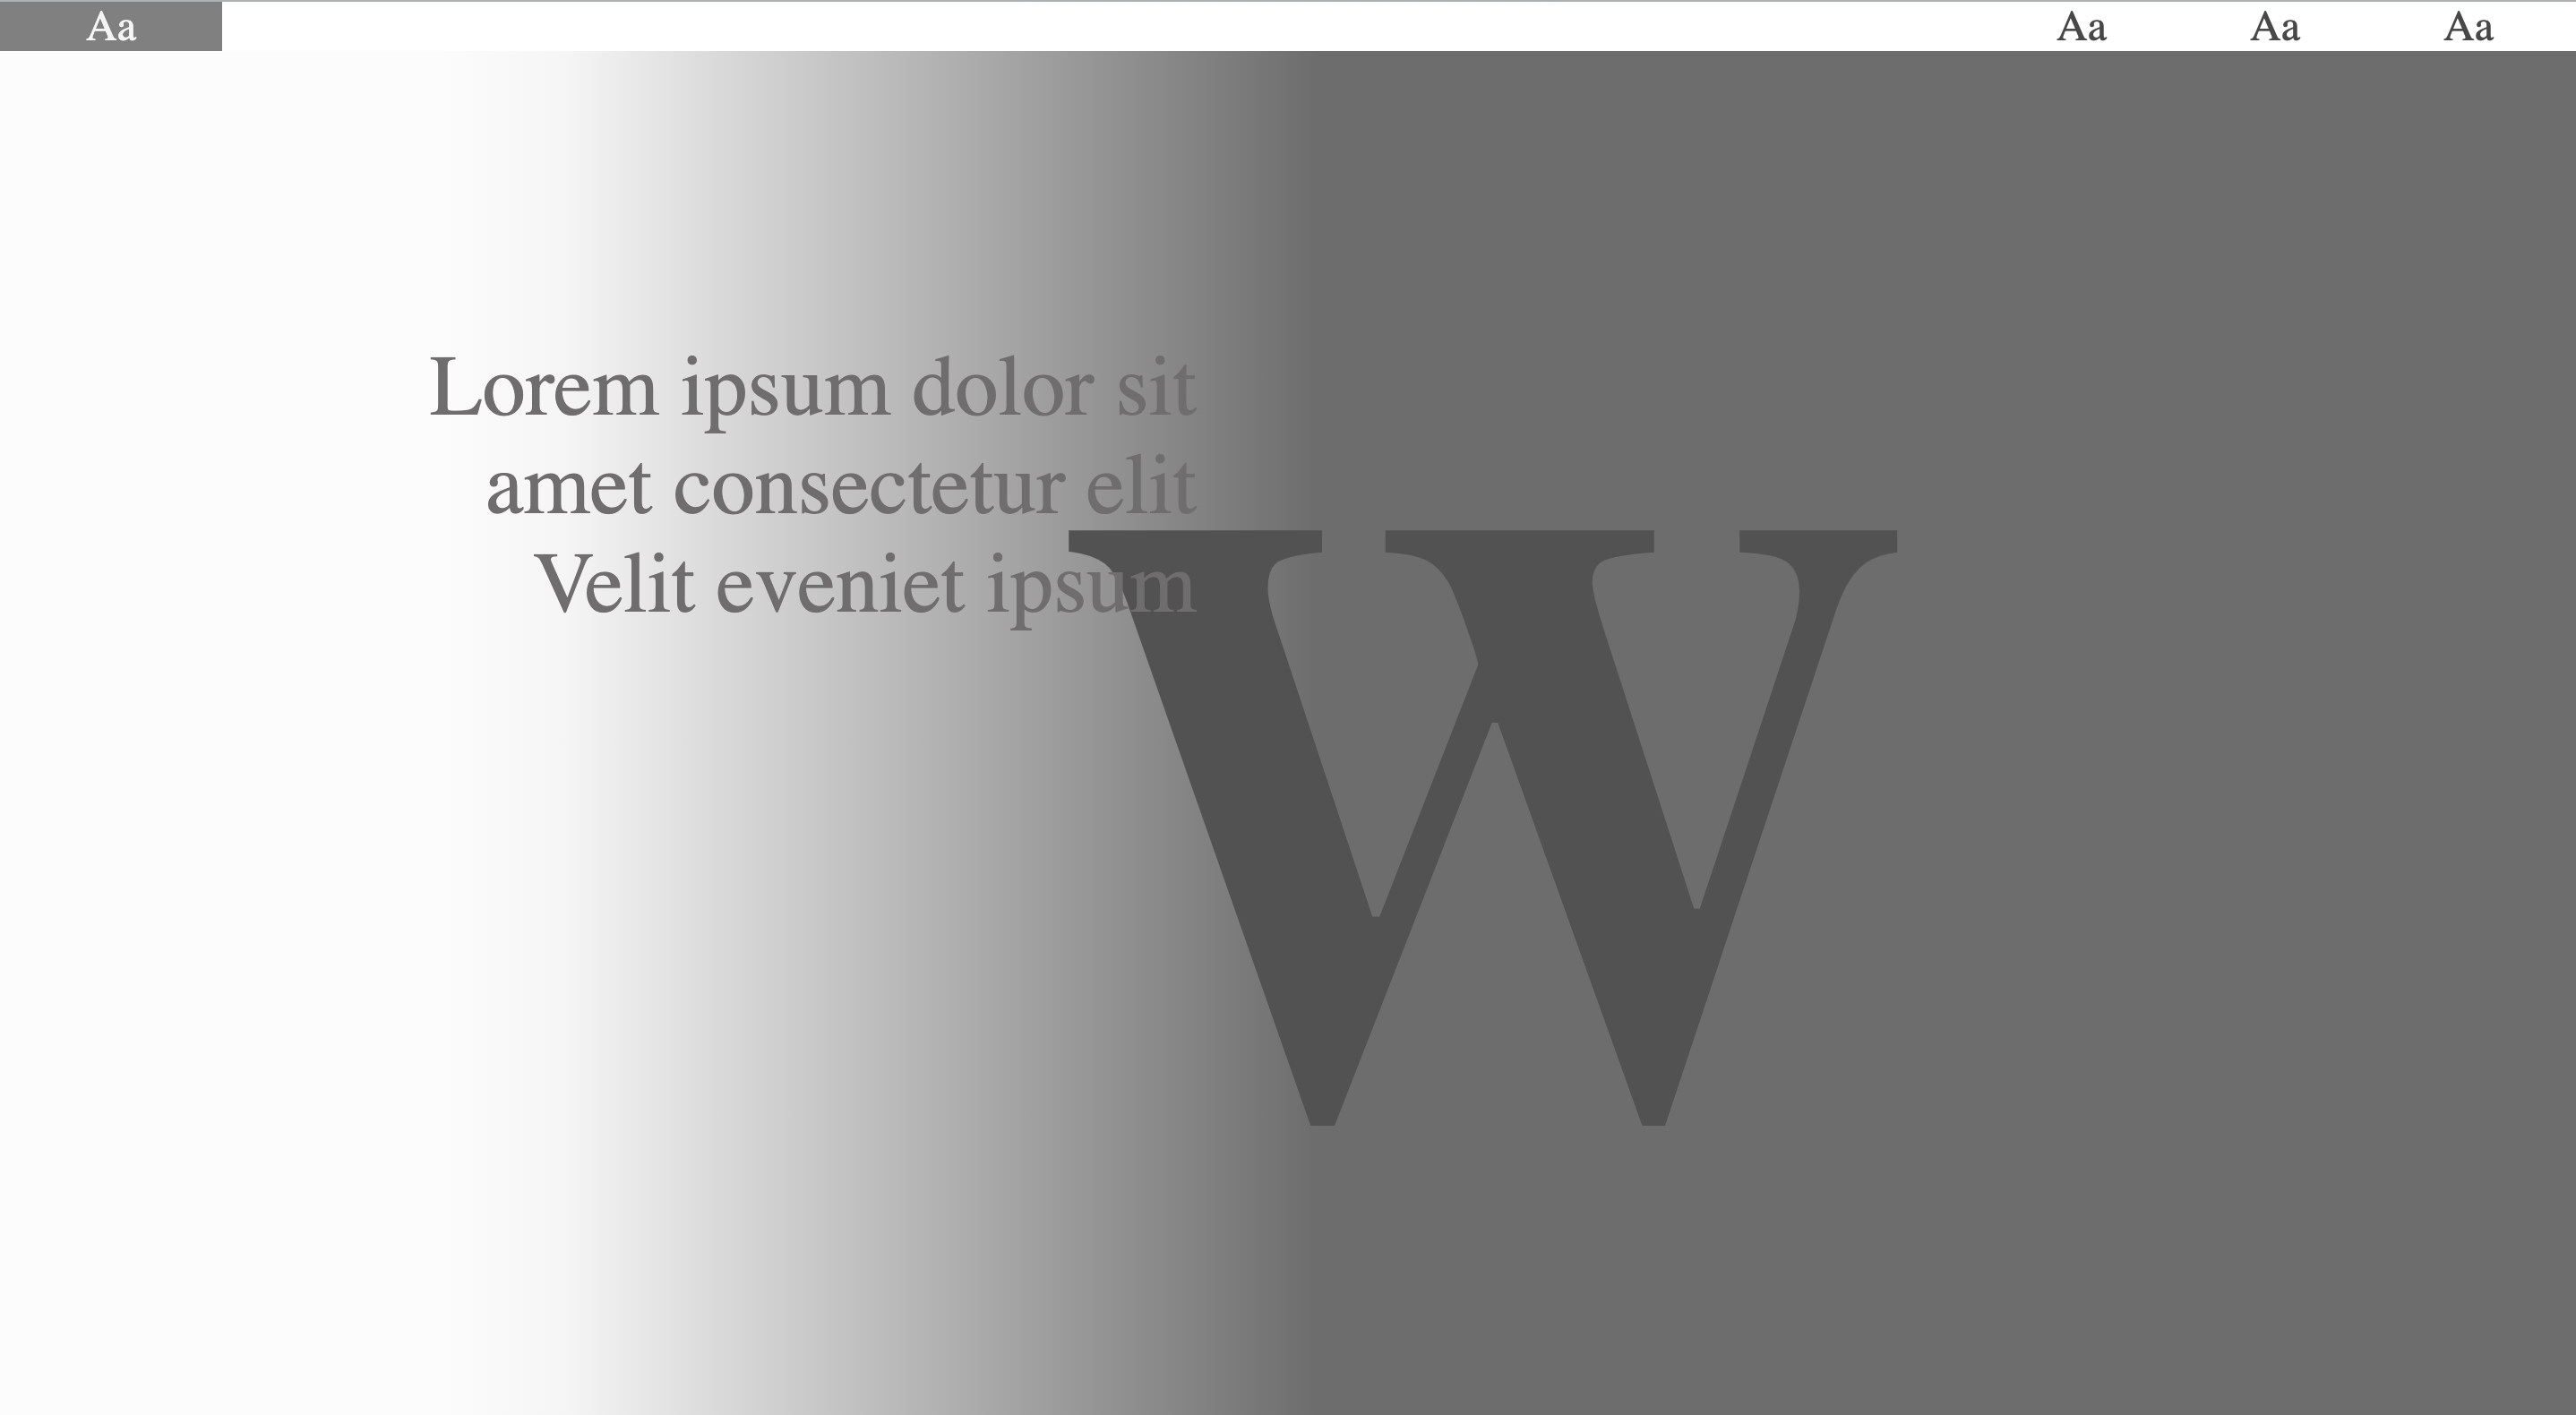 Aa
Aa Aa Aa
Lorem ipsum dolor sit
amet consectetur elit
Velit eveniet ipsum
W